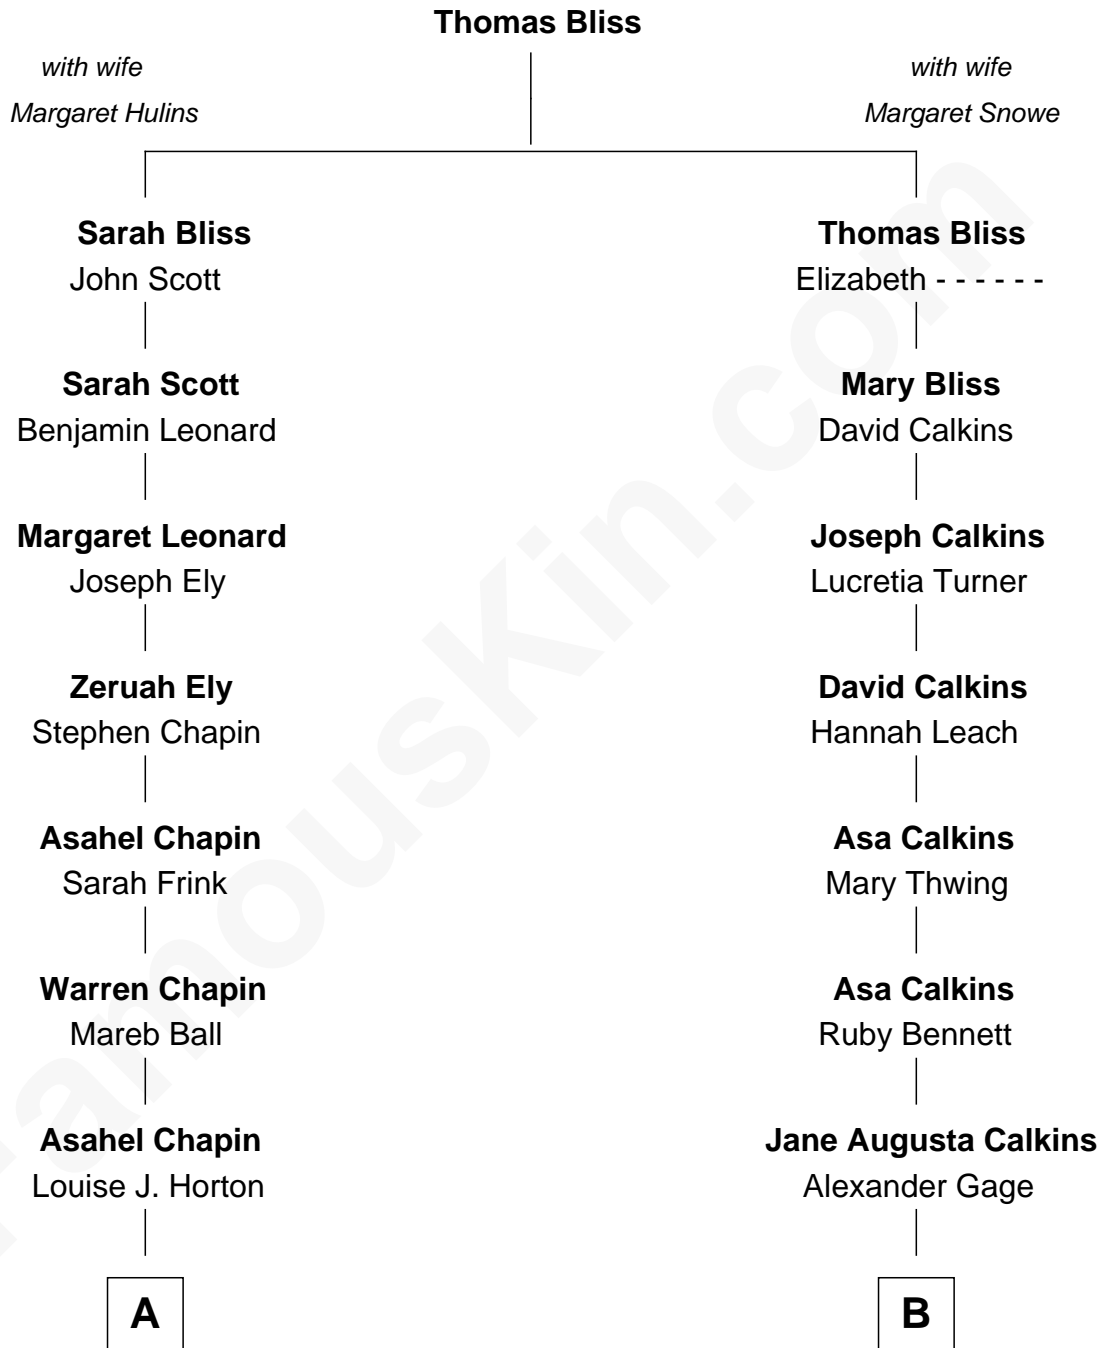 Thomas Bliss
with wife
Margaret Hulins
with wife
Margaret Snowe
Sarah Bliss
John Scott
Thomas Bliss
Elizabeth - - - - - -
Sarah Scott
Benjamin Leonard
Mary Bliss
David Calkins
Margaret Leonard
Joseph Ely
Joseph Calkins
Lucretia Turner
Zeruah Ely
Stephen Chapin
David Calkins
Hannah Leach
Asahel Chapin
Sarah Frink
Asa Calkins
Mary Thwing
Warren Chapin
Mareb Ball
Asa Calkins
Ruby Bennett
Asahel Chapin
Louise J. Horton
Jane Augusta Calkins
Alexander Gage
A
B
FamousKin.com